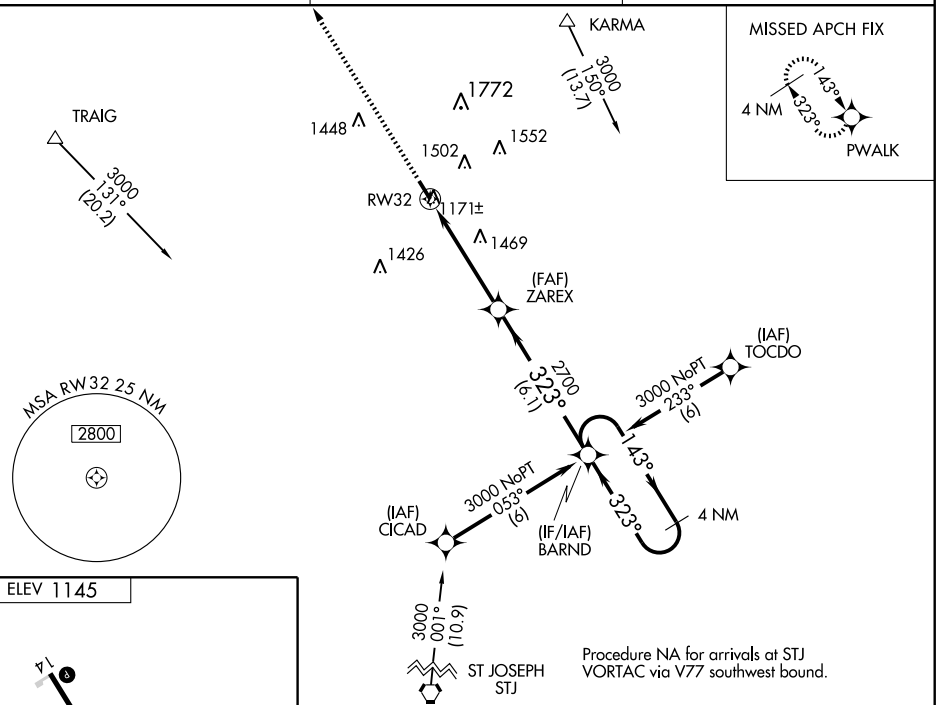 KARMA
3000
150°
(13.7)
MISSED APCH FIX
143°
323°
4 NM
PWALK
TRAIG
3000
131°
(20.2)
1772
1448
1552
1502
RW32
1171±
1469
1426
(FAF)
ZAREX
2700
323°
(6.1)
(IAF)
TOCDO
3000 NoPT
233°
(6)
MSA RW32 25 NM
2800
143°
323°
4 NM
3000 NoPT
053°
(6)
(IAF)
CICAD
(IF/IAF)
BARND
3000
001°
(10.9)
ST JOSEPH
STJ
Procedure NA for arrivals at STJ
VORTAC via V77 southwest bound.
ELEV 1145
14
P